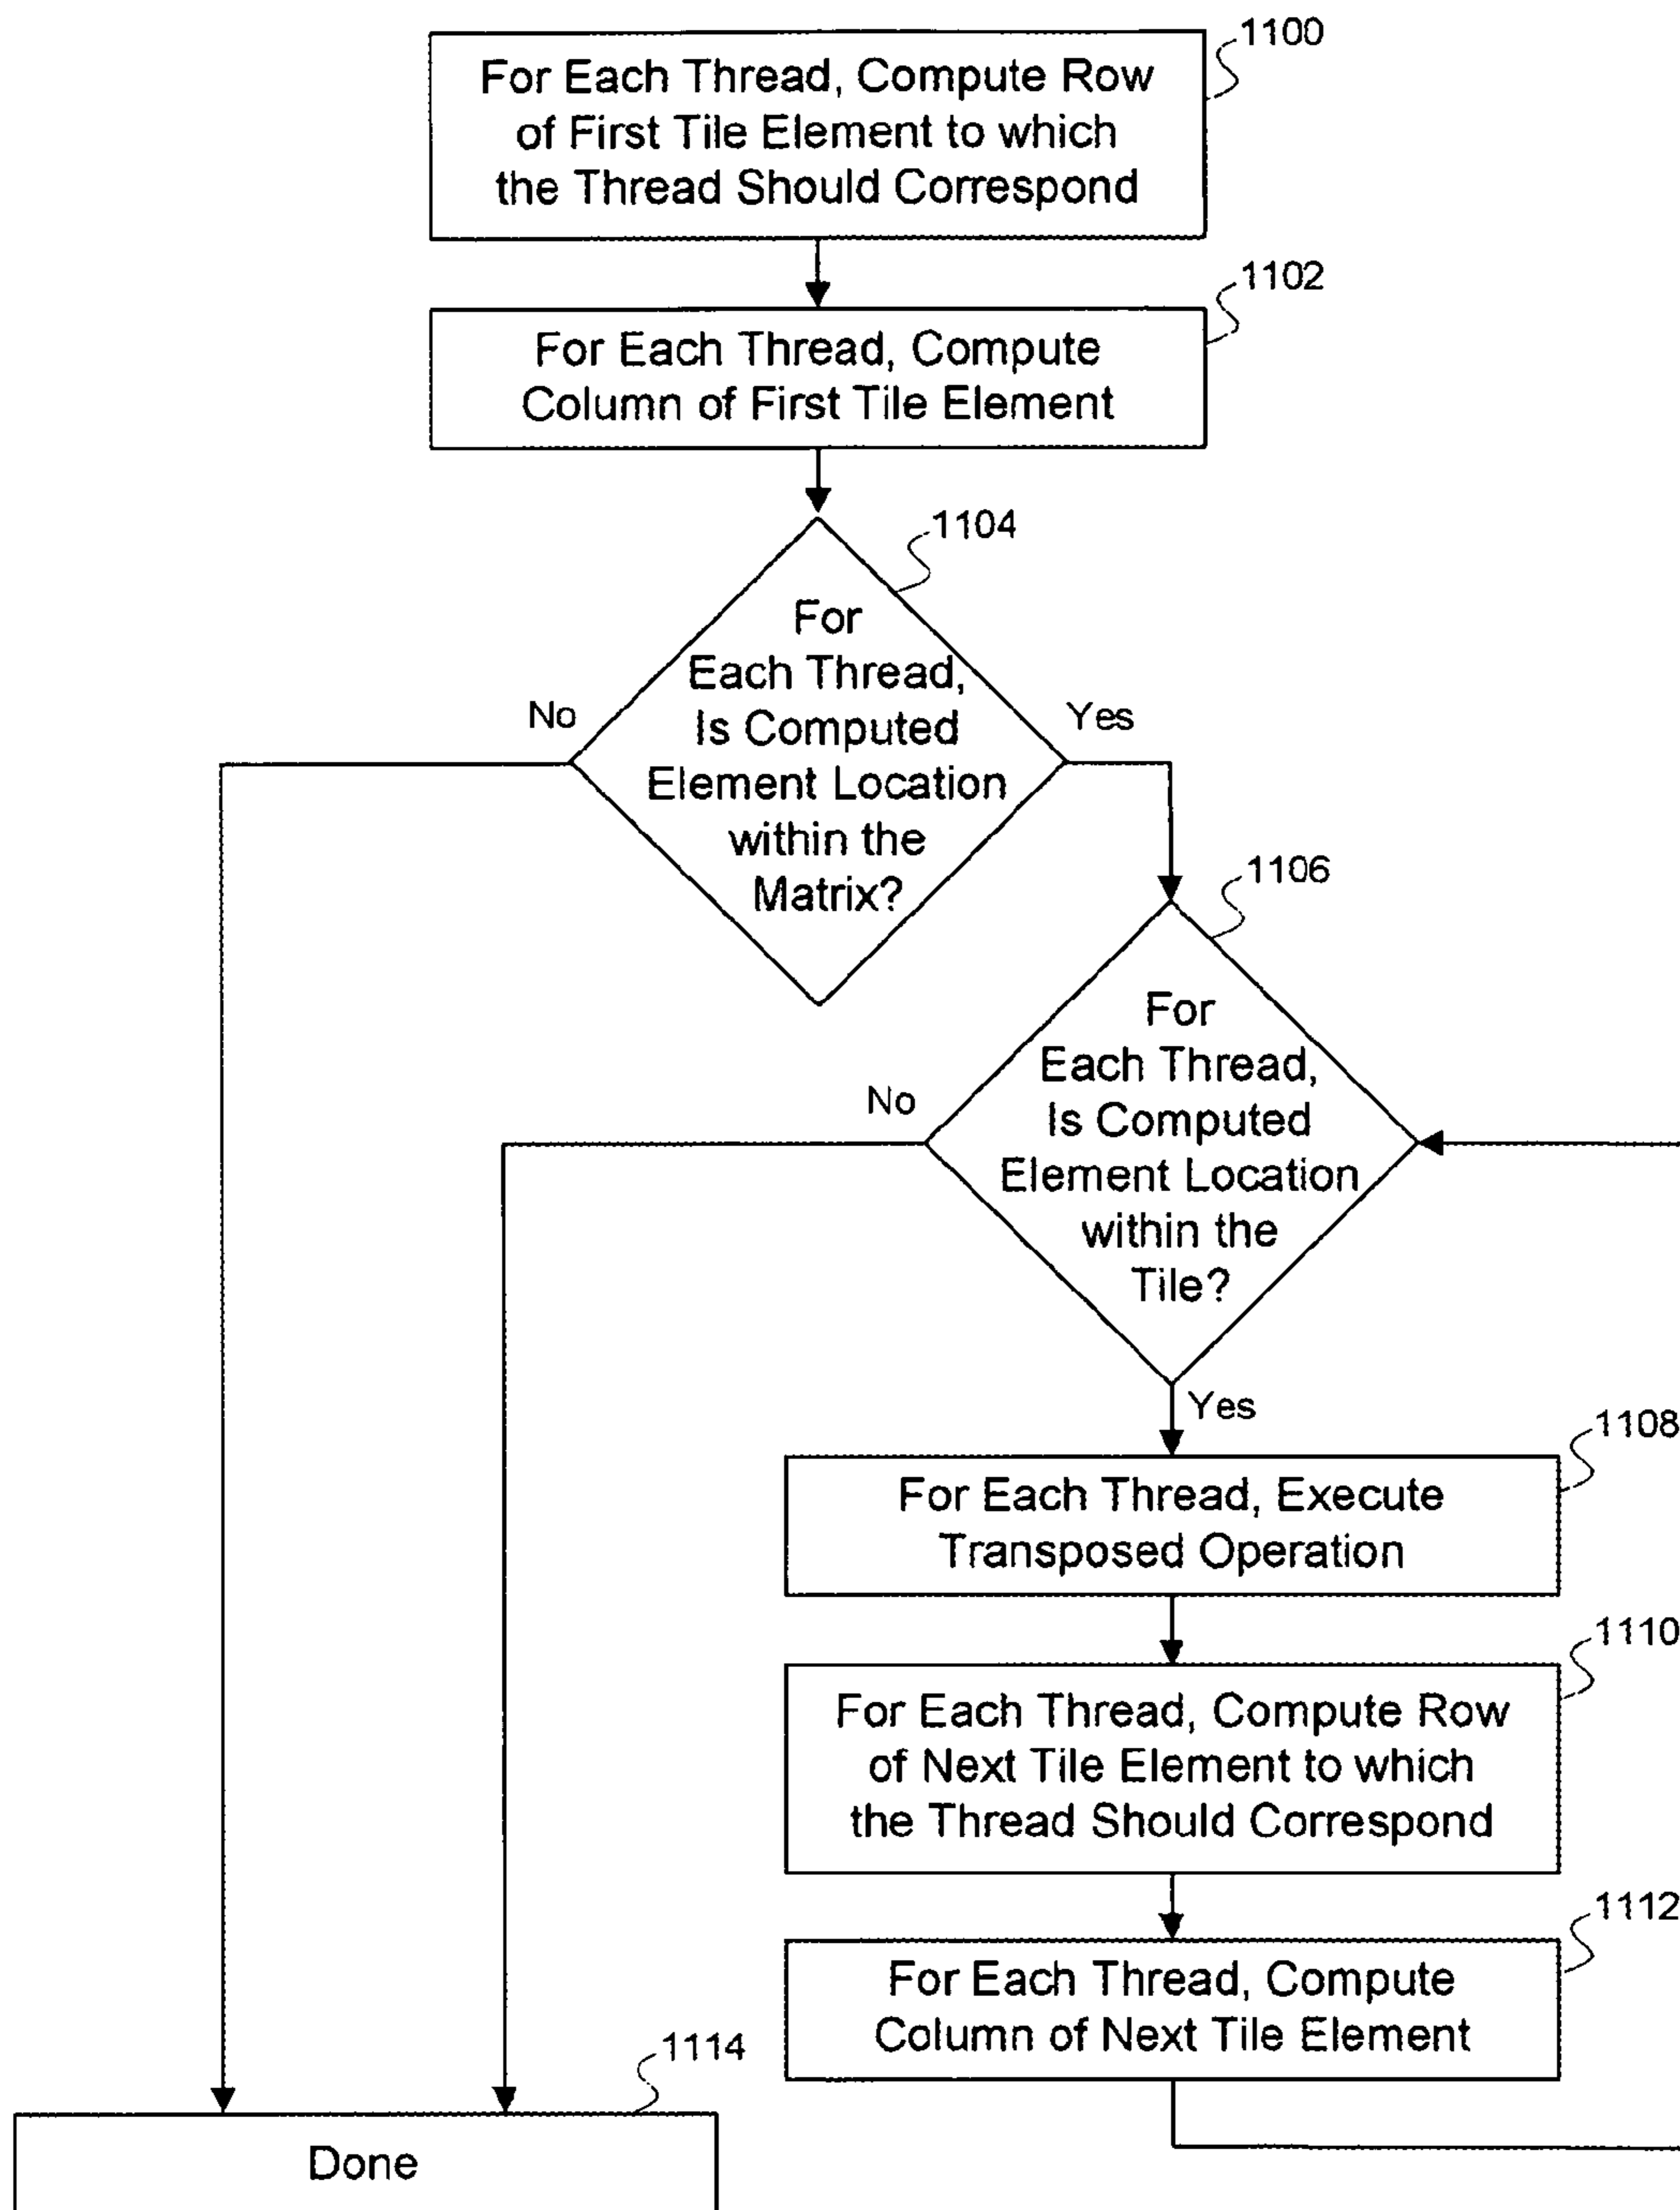 1100
For Each Thread, Compute Row
of First Tile Element to which
the Thread Should Correspond
1102
For Each Thread, Compute
Column of First Tile Element
1104
For
Each Thread,
Is Computed
Element Location
within the
Matrix?
No
Yes
1106
For
Each Thread,
Is Computed
Element Location
within the
Tile?
No
Yes
1108
For Each Thread, Execute
Transposed Operation
1110
For Each Thread, Compute Row
of Next Tile Element to which
the Thread Should Correspond
1112
For Each Thread, Compute
Column of Next Tile Element
1114
Done